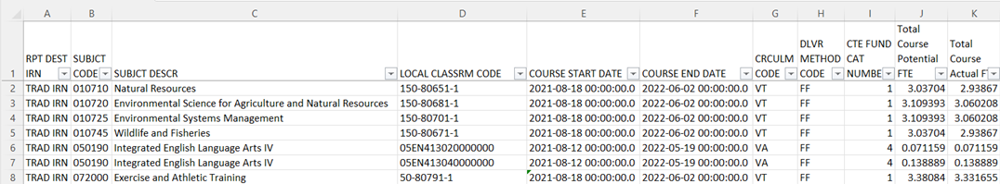 A B C D E F G H I J K
1 RPT DEST IRN SUBJCT CODE SUBJCT DESCR LOCAL CLASSRM CODE COURSE START DATE COURSE END DATE CRCULM CODE DLVR METHOD CODE CTE FUND CAT NUMBE Total Course Potential FTE Total Course Actual F
2 TRAD IRN 010710 Natural Resources 150-80651-1 2021-08-18 00:00:00.0 2022-06-02 00:00:00.0 VT FF 1 3.03704 2.93867
3 TRAD IRN 010720 Environmental Science for Agriculture and Natural Resources 150-80681-1 2021-08-18 00:00:00.0 2022-06-02 00:00:00.0 VT FF 1 3.109393 3.060208
4 TRAD IRN 010725 Environmental Systems Management 150-80701-1 2021-08-18 00:00:00.0 2022-06-02 00:00:00.0 VT FF 1 3.109393 3.060208
5 TRAD IRN 010745 Wildlife and Fisheries 150-80671-1 2021-08-18 00:00:00.0 2022-06-02 00:00:00.0 VT FF 1 3.03704 2.93867
6 TRAD IRN 050190 Integrated English Language Arts IV 05EN413020000000 2021-08-12 00:00:00.0 2022-05-19 00:00:00.0 VA FF 4 0.071159 0.071159
7 TRAD IRN 050190 Integrated English Language Arts IV 05EN413040000000 2021-08-12 00:00:00.0 2022-05-19 00:00:00.0 VA FF 4 0.138889 0.138889
8 TRAD IRN 072000 Exercise and Athletic Training 50-80791-1 2021-08-18 00:00:00.0 2022-06-02 00:00:00.0 VT FF 1 3.38084 3.331655